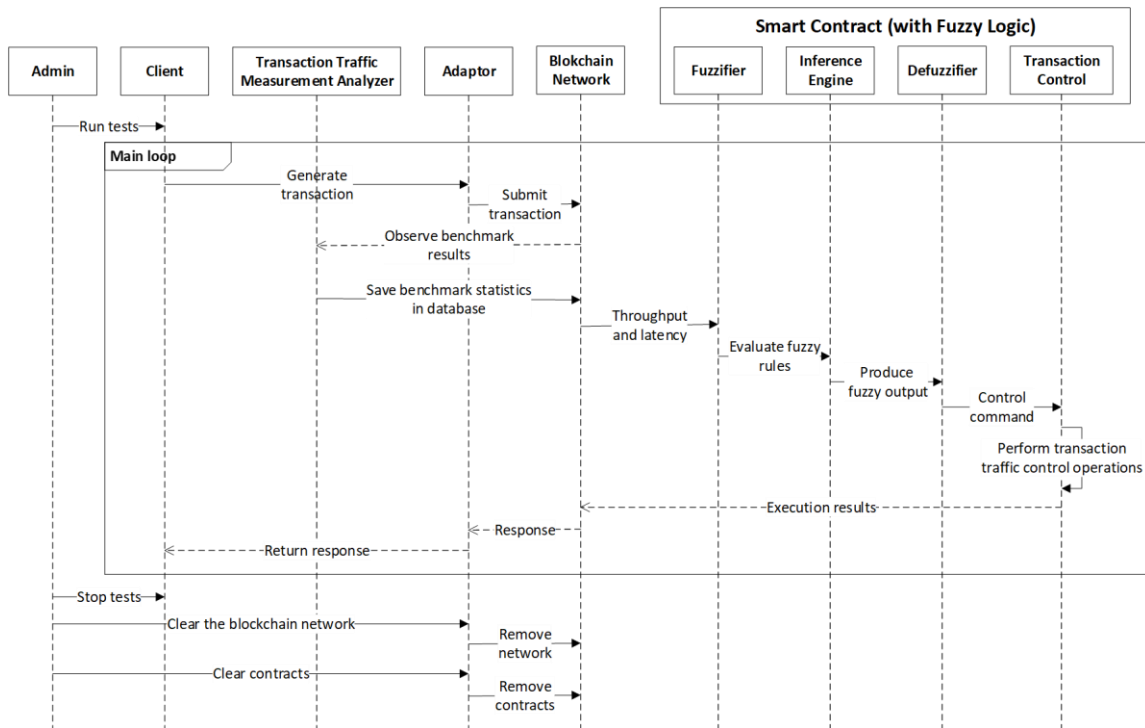 Smart Contract (with Fuzzy Logic)
Admin
Client
Transaction Traffic
Measurement Analyzer
Adaptor
Blokchain
Network
Fuzzifier
Inference
Engine
Defuzzifier
Transaction
Control
Run tests
Main loop
Generate
transaction
Submit
transaction
Observe benchmark
results
Save benchmark statistics
in database
Throughput
and latency
Evaluate fuzzy
rules
Produce
fuzzy output
Control
command
Perform transaction
traffic control operations
Execution results
Response
Return response
Stop tests
Clear the blockchain network
Remove
network
Clear contracts
Remove
contracts